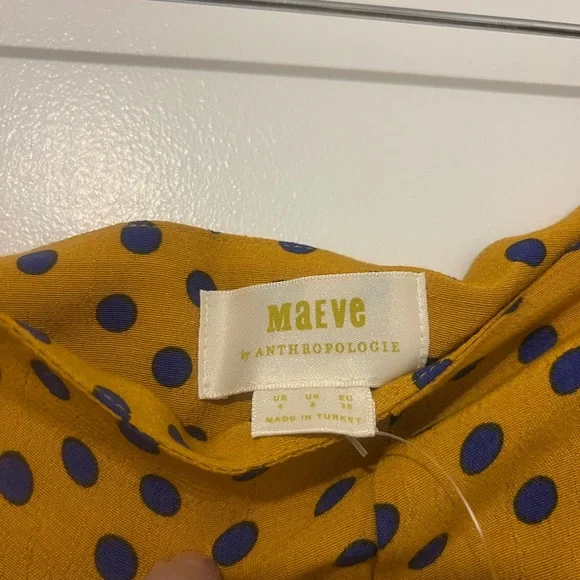 MAEVE
by ANTHROPOLOGIE
US UK EU
MADE IN TURKEY